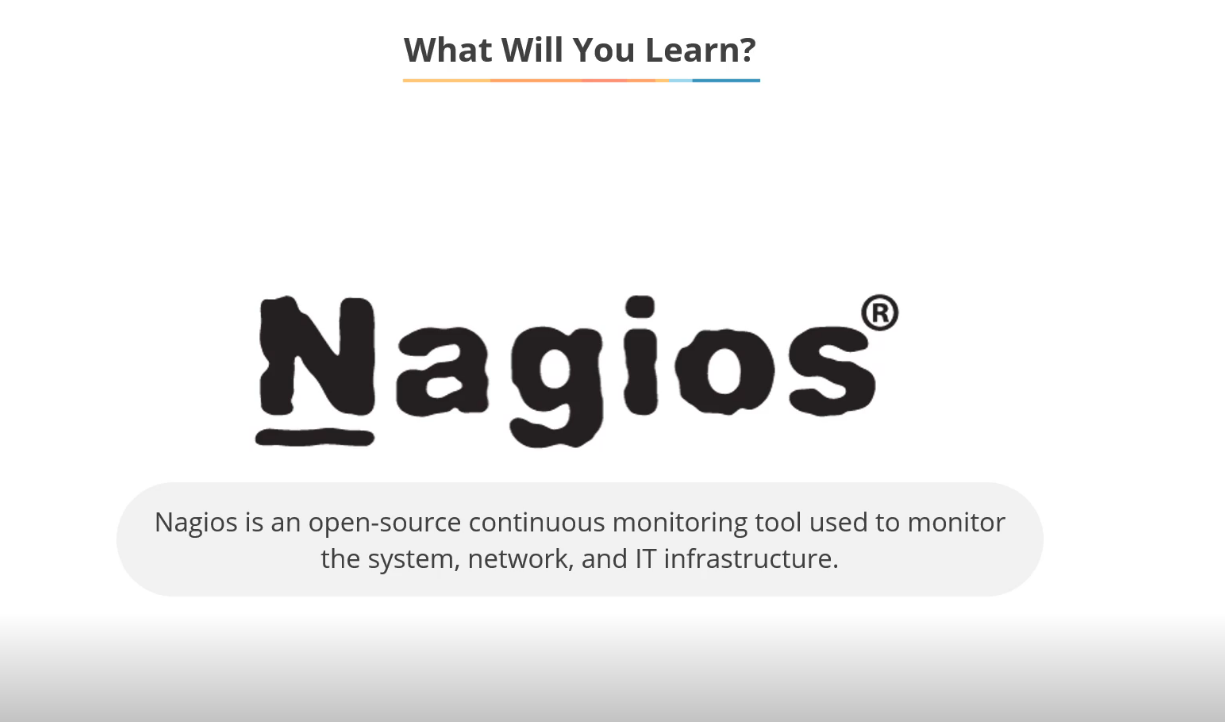 What Will You Learn?
Nagios®
Nagios is an open-source continuous monitoring tool used to monitor
the system, network, and IT infrastructure.